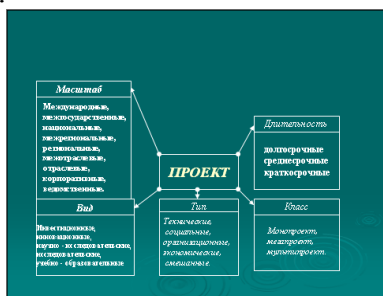 Масштаб
Международные,
межгосударственные,
национальные,
межрегиональные,
региональные,
межотраслевые,
отраслевые,
корпоративные,
ведомственные.
Длительность
долгосрочные
среднесрочные
краткосрочные
ПРОЕКТ
Вид
Инвестиционные,
инновационные,
научно - исследовательские,
исследовательские,
учебно - образовательные
Тип
Технические,
социальные,
организационные,
экономические,
смешанные.
Класс
Монопроект,
мегапроект,
мультипроект.